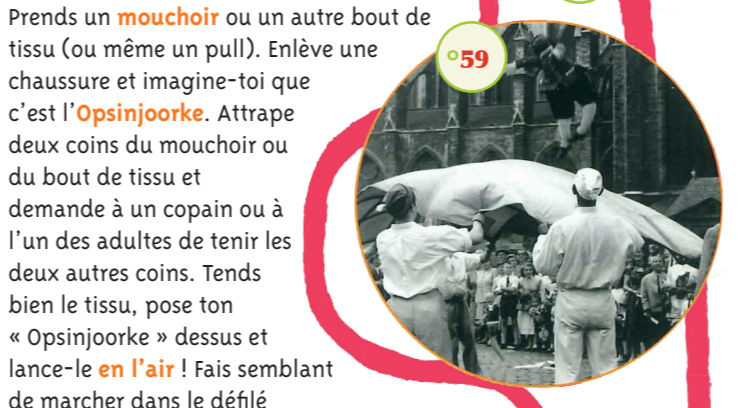 Prends un mouchoir ou un autre bout de
tissu (ou même un pull). Enlève une
chaussure et imagine-toi que
c'est l'Opsinjoorke. Attrape
deux coins du mouchoir ou
du bout de tissu et
demande à un copain ou à
l'un des adultes de tenir les
deux autres coins. Tends
bien le tissu, pose ton
« Opsinjoorke » dessus et
lance-le en l'air ! Fais semblant
de marcher dans le défilé
°59